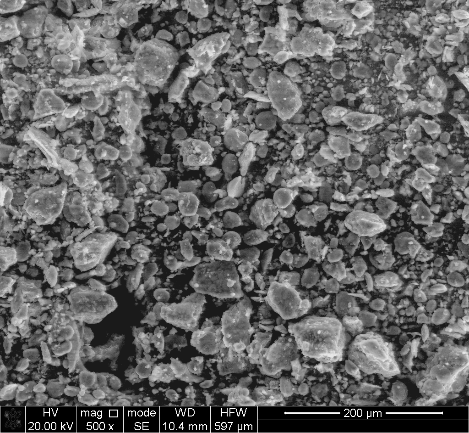 HV mag □ mode WD HFW
20.00 kV 500 x SE 10.4 mm 597 µm 200 µm